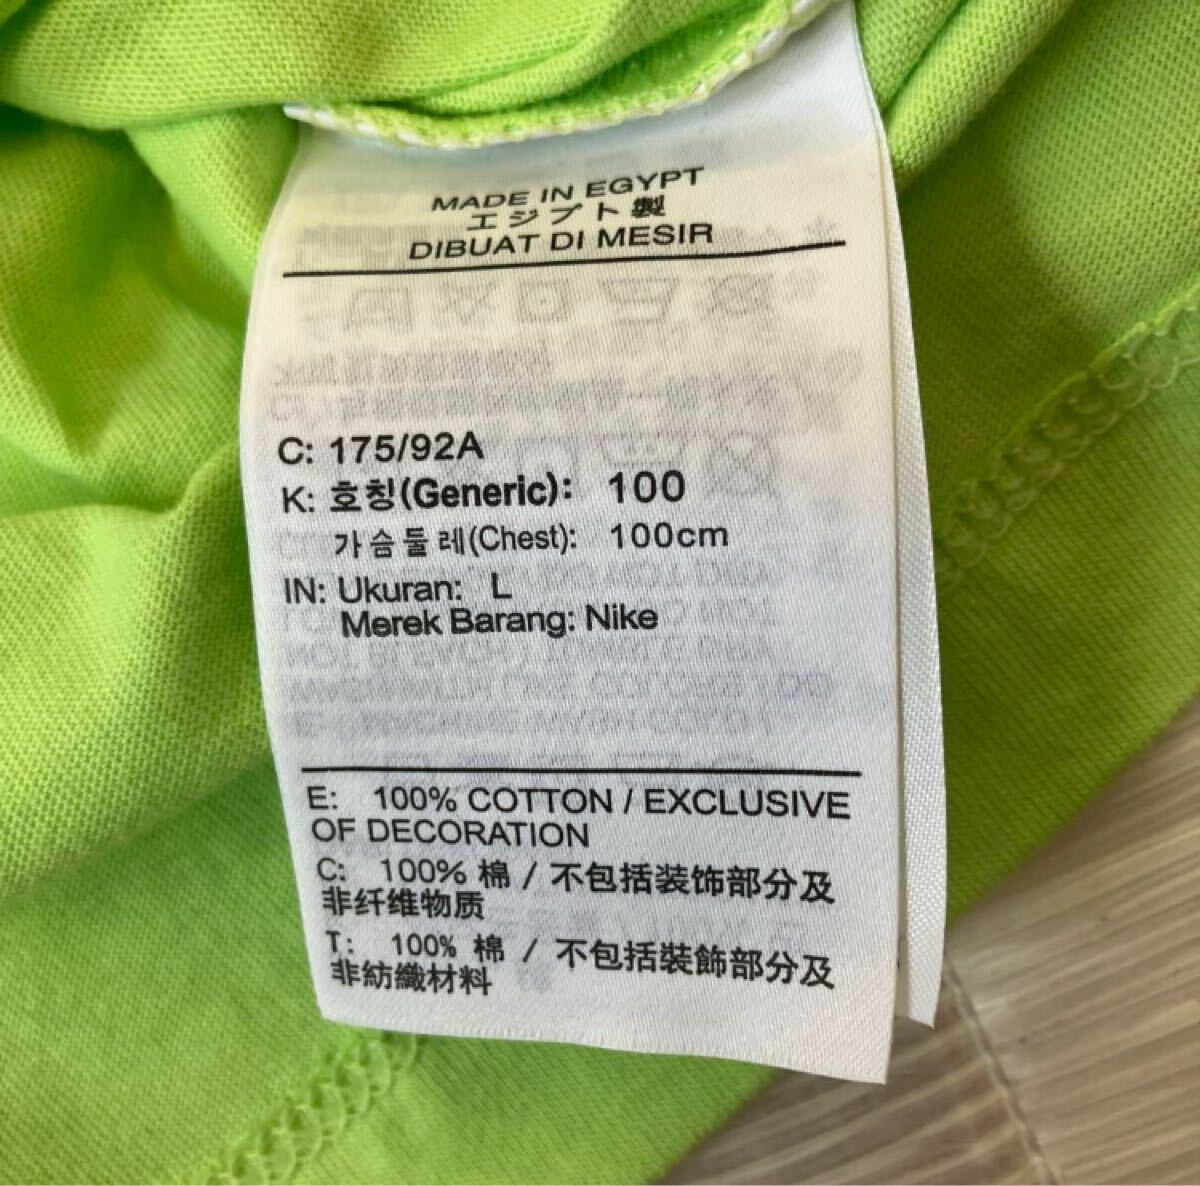 MADE IN EGYPT
エジプト製
DIBUAT DI MESIR
C: 175/92A
K: 호칭(Generic): 100
가슴둘레(Chest): 100cm
IN: Ukuran: L
Merek Barang: Nike
E: 100% COTTON / EXCLUSIVE
OF DECORATION
C: 100% 棉 / 不包括装饰部分及
非纤维物质
T: 100% 棉 / 不包括裝飾部分及
非紡織材料